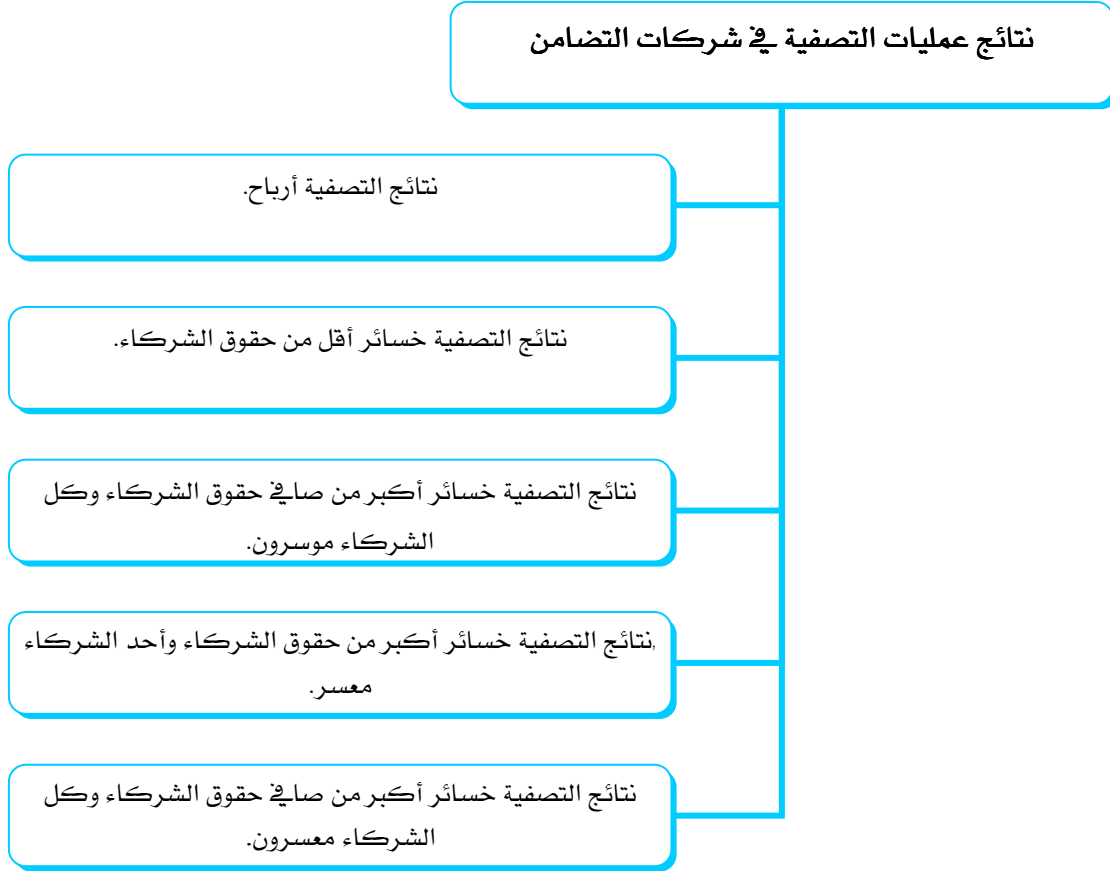 نتائج عمليات التصفية في شركات التضامن
نتائج التصفية أرباح.
نتائج التصفية خسائر أقل من حقوق الشركاء.
نتائج التصفية خسائر أكبر من صافي حقوق الشركاء وكل
الشركاء موسرون.
,نتائج التصفية خسائر أكبر من حقوق الشركاء وأحد الشركاء
معسر.
نتائج التصفية خسائر أكبر من صافي حقوق الشركاء وكل
الشركاء معسرون.